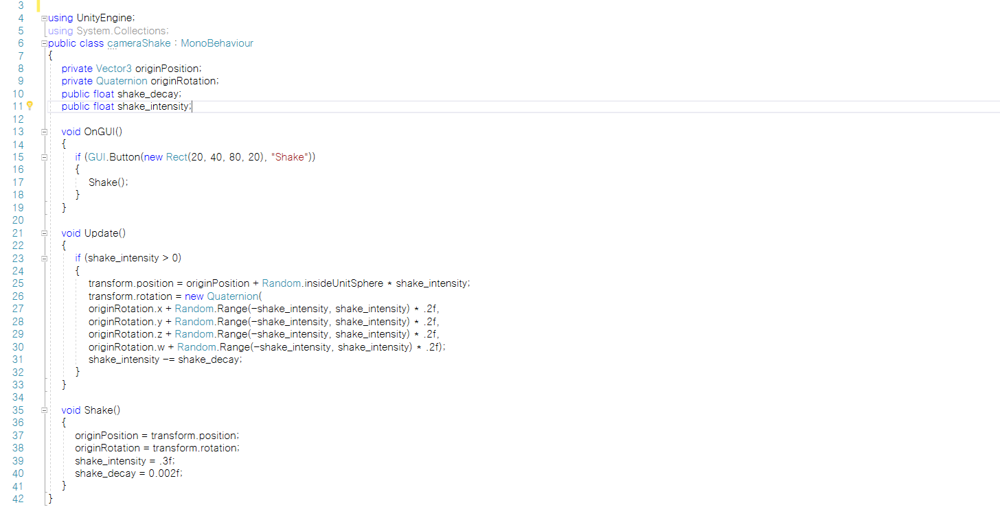 3
4 using UnityEngine;
5 using System.Collections;
6 public class cameraShake : MonoBehaviour
7 {
8 private Vector3 originPosition;
9 private Quaternion originRotation;
10 public float shake_decay;
11 public float shake_intensity;
12
13 void OnGUI()
14 {
15 if (GUI.Button(new Rect(20, 40, 80, 20), "Shake"))
16 {
17 Shake();
18 }
19 }
20
21 void Update()
22 {
23 if (shake_intensity > 0)
24 {
25 transform.position = originPosition + Random.insideUnitSphere * shake_intensity;
26 transform.rotation = new Quaternion(
27 originRotation.x + Random.Range(-shake_intensity, shake_intensity) * .2f,
28 originRotation.y + Random.Range(-shake_intensity, shake_intensity) * .2f,
29 originRotation.z + Random.Range(-shake_intensity, shake_intensity) * .2f,
30 originRotation.w + Random.Range(-shake_intensity, shake_intensity) * .2f);
31 shake_intensity -= shake_decay;
32 }
33 }
34
35 void Shake()
36 {
37 originPosition = transform.position;
38 originRotation = transform.rotation;
39 shake_intensity = .3f;
40 shake_decay = 0.002f;
41 }
42 }